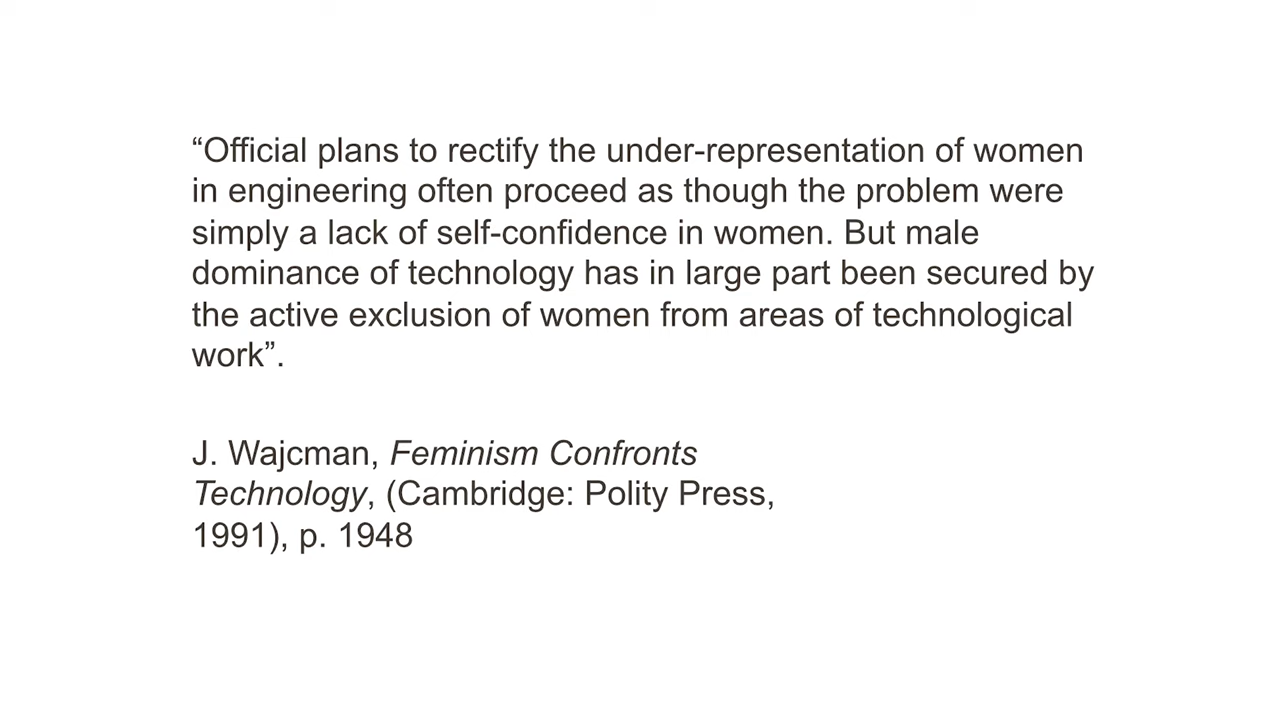 “Official plans to rectify the under-representation of women
in engineering often proceed as though the problem were
simply a lack of self-confidence in women. But male
dominance of technology has in large part been secured by
the active exclusion of women from areas of technological
work”.
J. Wajcman, Feminism Confronts
Technology, (Cambridge: Polity Press,
1991), p. 1948